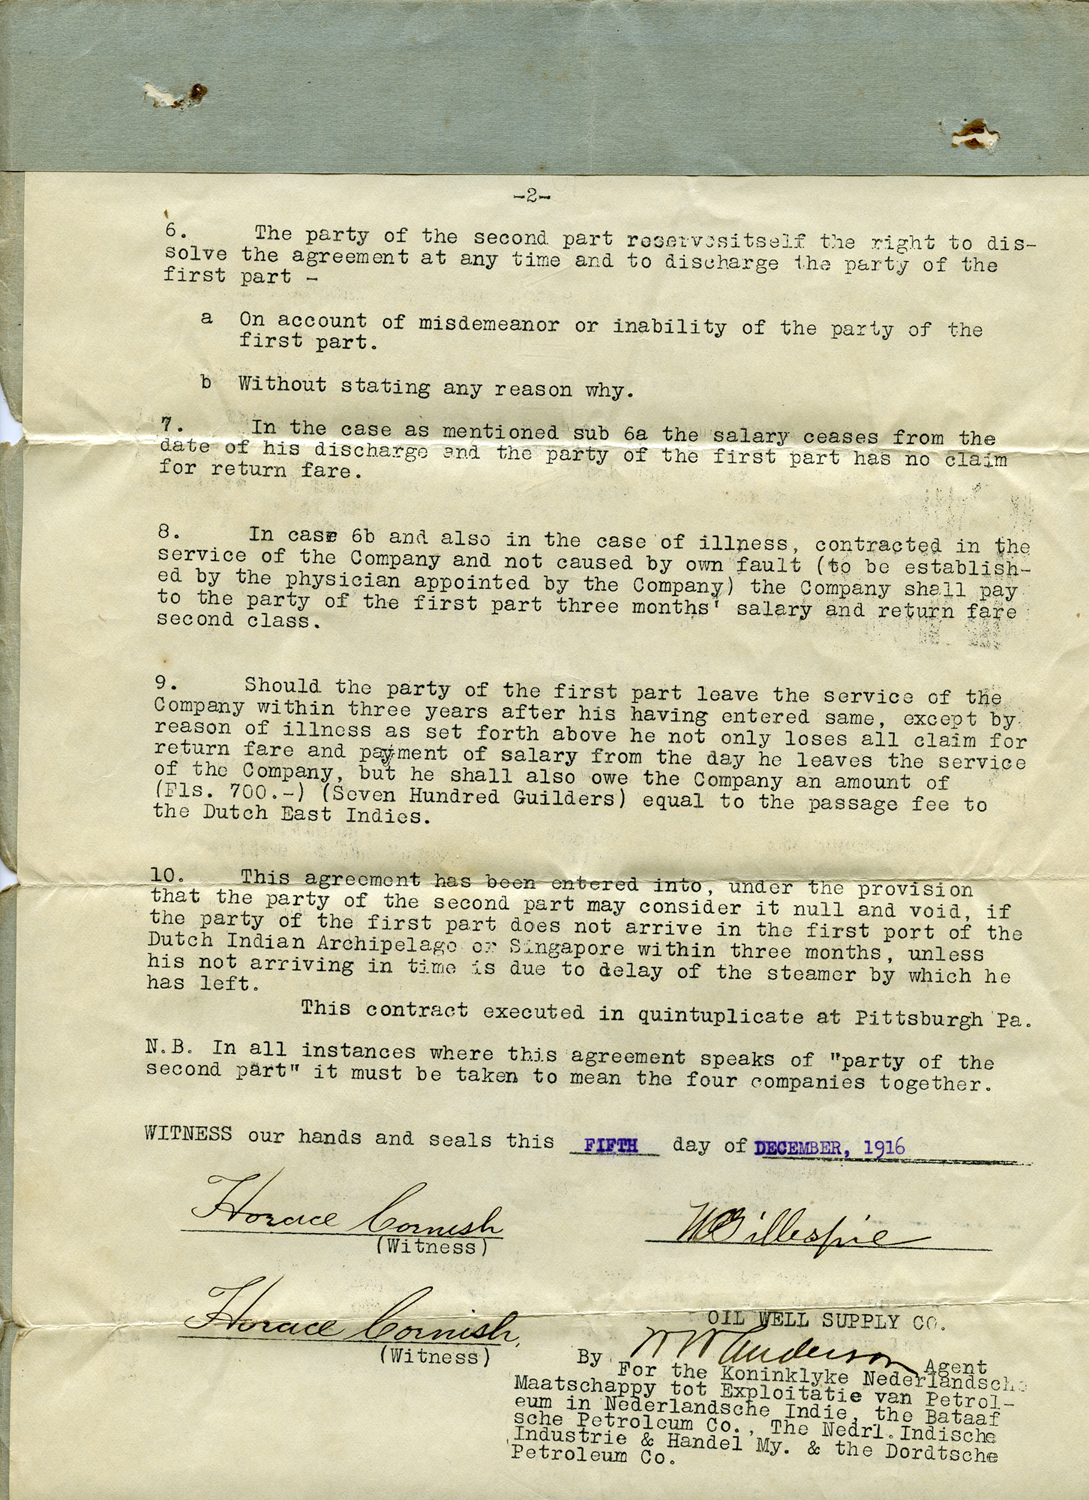 -2-
6. The party of the second part reservesitself the right to dis-
solve the agreement at any time and to discharge the party of the
first part -
a On account of misdemeanor or inability of the party of the
first part.
b Without stating any reason why.
7. In the case as mentioned sub 6a the salary ceases from the
date of his discharge and the party of the first part has no claim
for return fare.
8. In case 6b and also in the case of illness, contracted in the
service of the Company and not caused by own fault (to be establish-
ed by the physician appointed by the Company) the Company shall pay
to the party of the first part three months' salary and return fare
second class.
9. Should the party of the first part leave the service of the
Company within three years after his having entered same, except by
reason of illness as set forth above he not only loses all claim for
return fare and payment of salary from the day he leaves the service
of the Company, but he shall also owe the Company an amount of
(Fls. 700.-) (Seven Hundred Guilders) equal to the passage fee to
the Dutch East Indies.
10. This agreement has been entered into, under the provision
that the party of the second part may consider it null and void, if
the party of the first part does not arrive in the first port of the
Dutch Indian Archipelago or Singapore within three months, unless
his not arriving in time is due to delay of the steamer by which he
has left.
This contract executed in quintuplicate at Pittsburgh Pa.
N.B. In all instances where this agreement speaks of "party of the
second part" it must be taken to mean the four companies together.
WITNESS our hands and seals this FIFTH day of DECEMBER, 1916
Horace Cornish
(Witness)
W Gillespie
Horace Cornish
(Witness)
OIL WELL SUPPLY CO.
By W W Anderson Agent
For the Koninklyke Nederlandsche
Maatschappy tot Exploitatie van Petrol-
eum in Nederlandsche Indie, the Bataaf
sche Petroleum Co., The Nedrl.Indische
Industrie & Handel My. & the Dordtsche
Petroleum Co.